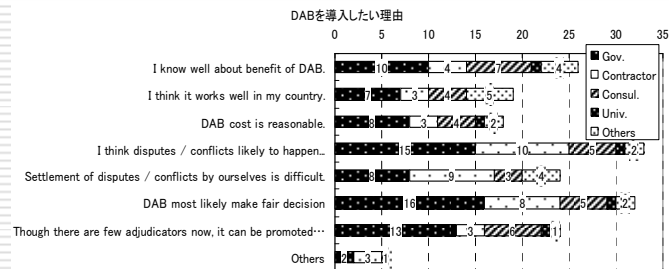 DABを導入したい理由
0 5 10 15 20 25 30 35
I know well about benefit of DAB. 10 4 7 4
I think it works well in my country. 7 3 4 5
DAB cost is reasonable. 8 3 4 2
I think disputes / conflicts likely to happen… 15 10 5 2
Settlement of disputes / conflicts by ourselves is difficult. 8 9 3 4
DAB most likely make fair decision 16 8 5 2
Though there are few adjudicators now, it can be promoted… 13 3 6 1
Others 2 3 1
Gov.
Contractor
Consul.
Univ.
Others